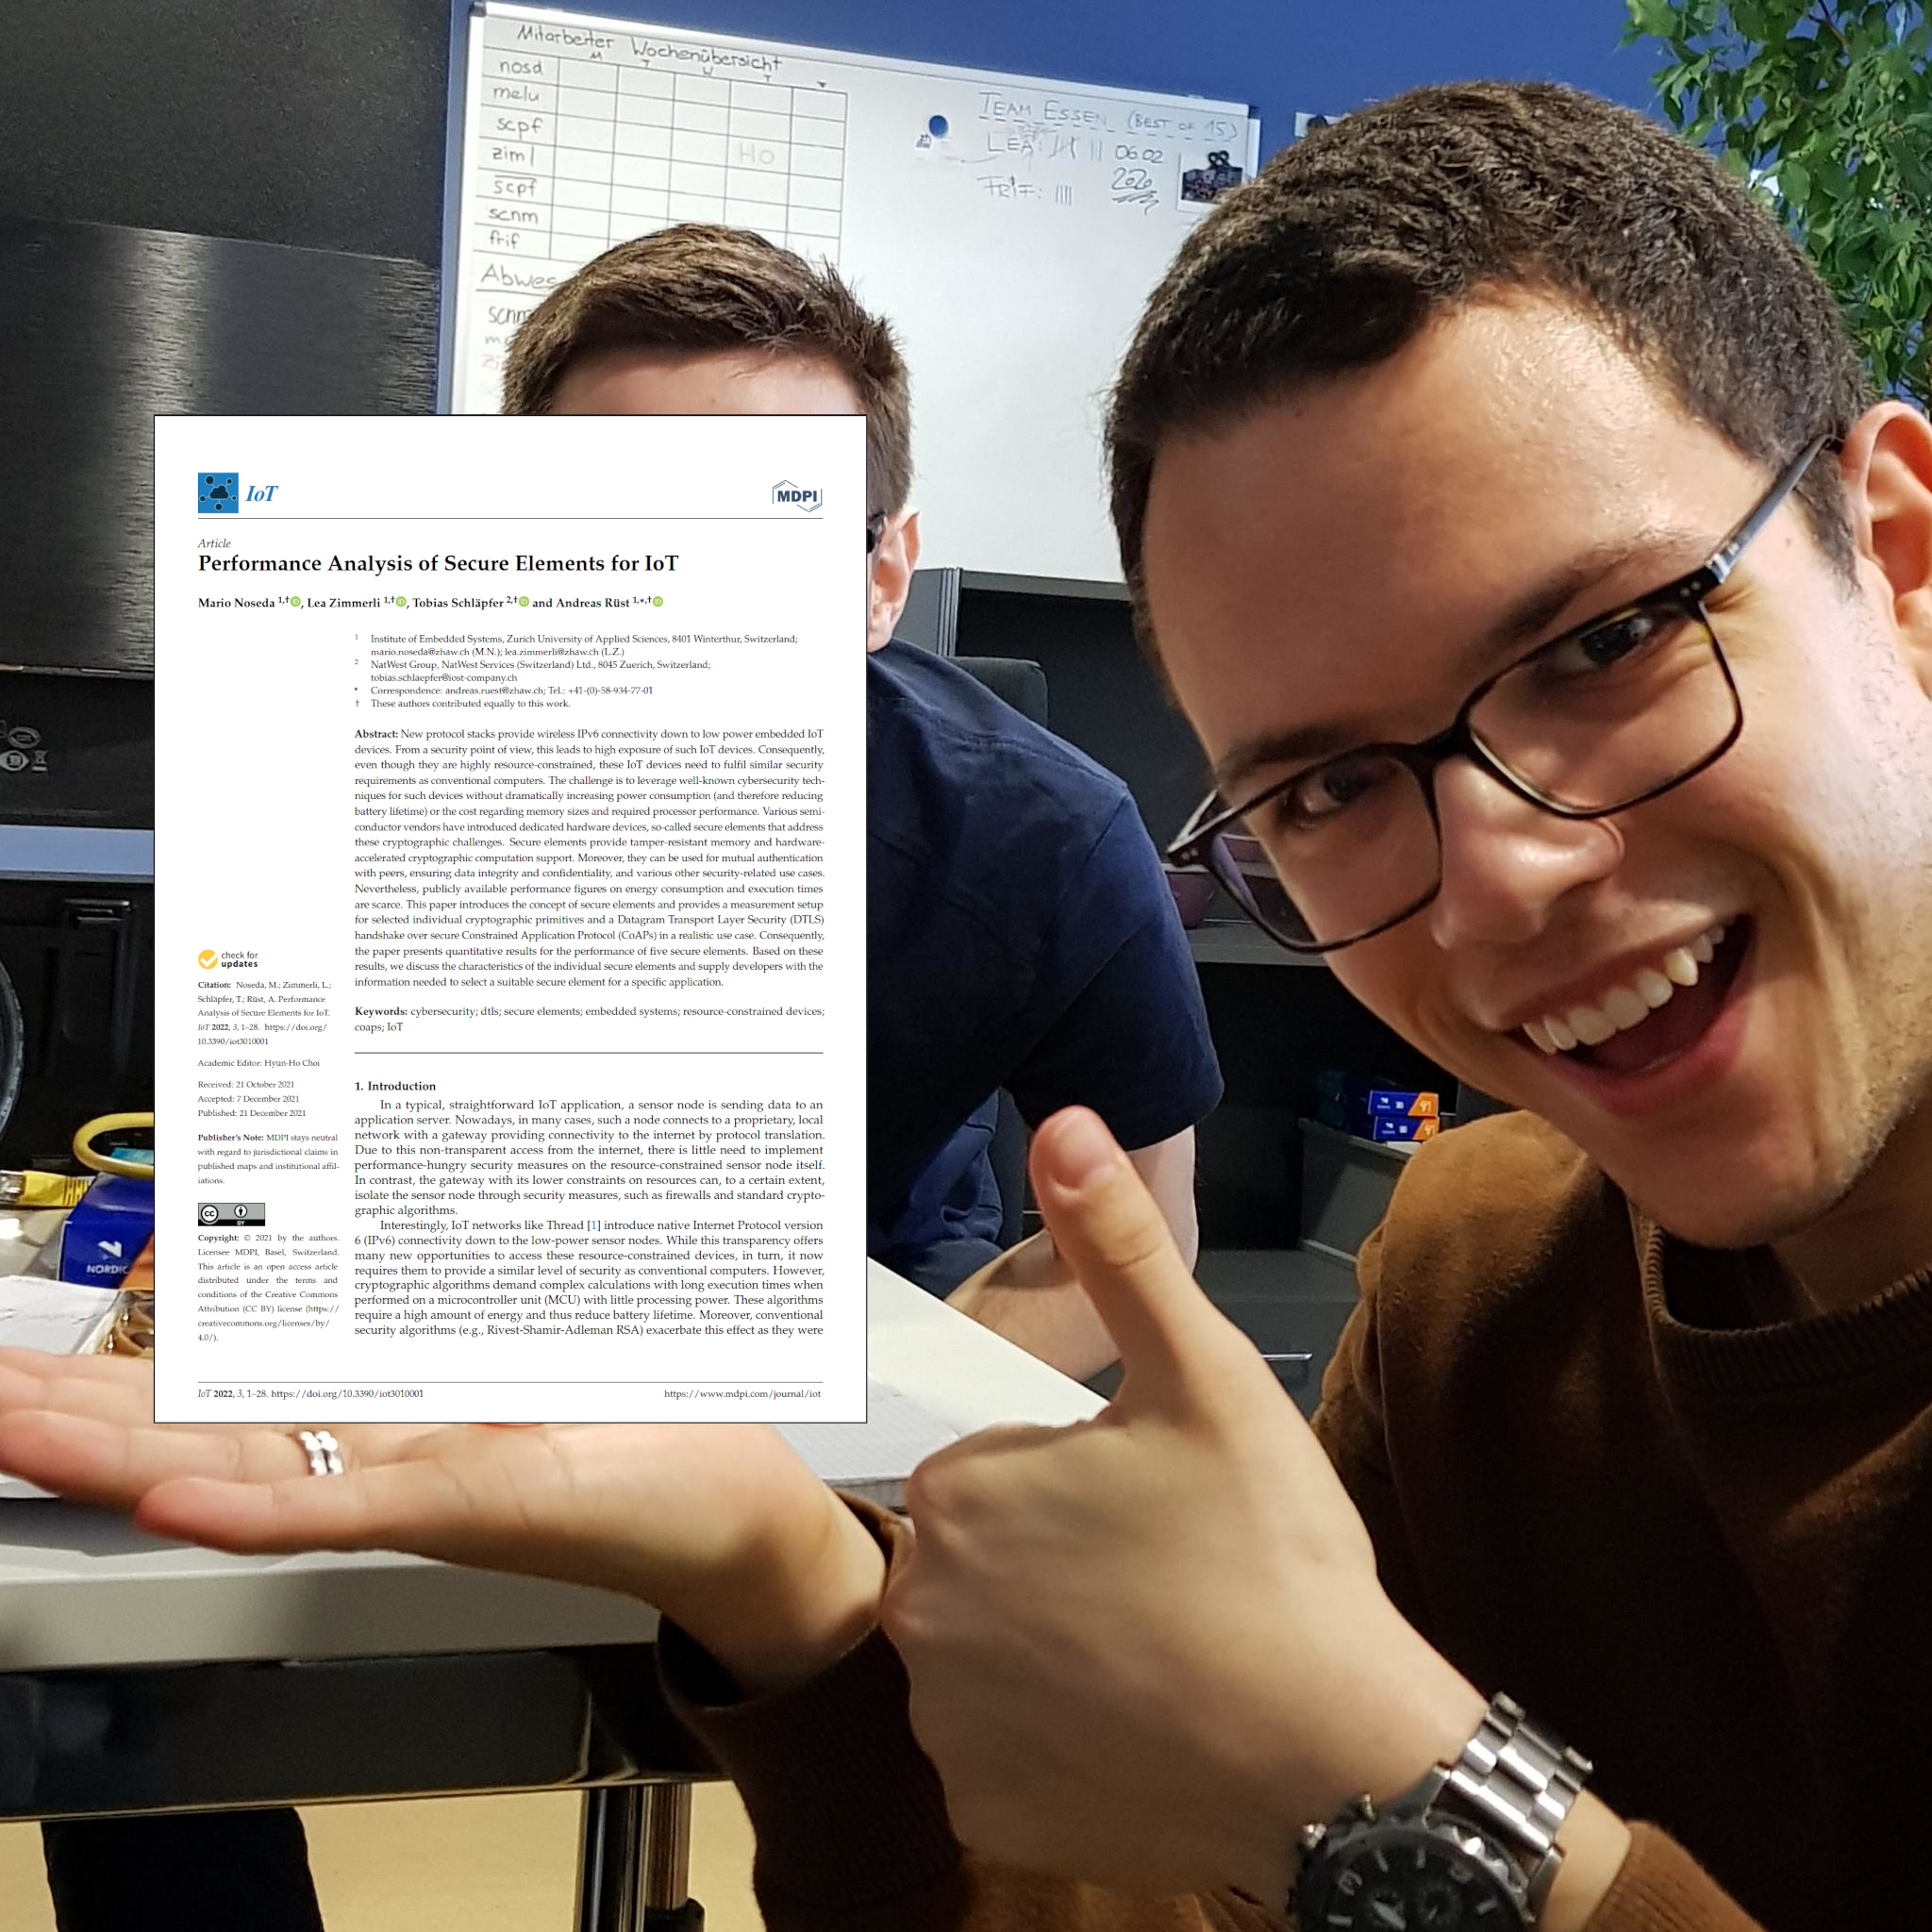 Mitarbeiter Wochenübersicht
M T W T F
nosd
melu
scpf
ziml HO
scpf
scnm
frif
Abwes
schm
TEAM ESSEN (BEST OF 15)
LEA: 06.02
2020
FRIF:
IoT
MDPI
Article
Performance Analysis of Secure Elements for IoT
Mario Noseda 1,†, Lea Zimmerli 1,†, Tobias Schläpfer 2,† and Andreas Rüst 1,*,†
1 Institute of Embedded Systems, Zurich University of Applied Sciences, 8401 Winterthur, Switzerland;
mario.noseda@zhaw.ch (M.N.); lea.zimmerli@zhaw.ch (L.Z.)
2 NatWest Group, NatWest Services (Switzerland) Ltd., 8045 Zuerich, Switzerland;
tobias.schlaepfer@iost-company.ch
* Correspondence: andreas.ruest@zhaw.ch; Tel.: +41-(0)-58-934-77-01
† These authors contributed equally to this work.
Abstract: New protocol stacks provide wireless IPv6 connectivity down to low power embedded IoT
devices. From a security point of view, this leads to high exposure of such IoT devices. Consequently,
even though they are highly resource-constrained, these IoT devices need to fulfil similar security
requirements as conventional computers. The challenge is to leverage well-known cybersecurity tech-
niques for such devices without dramatically increasing power consumption (and therefore reducing
battery lifetime) or the cost regarding memory sizes and required processor performance. Various semi-
conductor vendors have introduced dedicated hardware devices, so-called secure elements that address
these cryptographic challenges. Secure elements provide tamper-resistant memory and hardware-
accelerated cryptographic computation support. Moreover, they can be used for mutual authentication
with peers, ensuring data integrity and confidentiality, and various other security-related use cases.
Nevertheless, publicly available performance figures on energy consumption and execution times
are scarce. This paper introduces the concept of secure elements and provides a measurement setup
for selected individual cryptographic primitives and a Datagram Transport Layer Security (DTLS)
handshake over secure Constrained Application Protocol (CoAPs) in a realistic use case. Consequently,
the paper presents quantitative results for the performance of five secure elements. Based on these
results, we discuss the characteristics of the individual secure elements and supply developers with the
information needed to select a suitable secure element for a specific application.
Keywords: cybersecurity; dtls; secure elements; embedded systems; resource-constrained devices;
coaps; IoT
check for
updates
Citation: Noseda, M.; Zimmerli, L.;
Schläpfer, T.; Rüst, A. Performance
Analysis of Secure Elements for IoT.
IoT 2022, 3, 1–28. https://doi.org/
10.3390/iot3010001
Academic Editor: Hyun-Ho Choi
Received: 21 October 2021
Accepted: 7 December 2021
Published: 21 December 2021
Publisher's Note: MDPI stays neutral
with regard to jurisdictional claims in
published maps and institutional affil-
iations.
cc BY
Copyright: © 2021 by the authors.
Licensee MDPI, Basel, Switzerland.
This article is an open access article
distributed under the terms and
conditions of the Creative Commons
Attribution (CC BY) license (https://
creativecommons.org/licenses/by/
4.0/).
1. Introduction
In a typical, straightforward IoT application, a sensor node is sending data to an
application server. Nowadays, in many cases, such a node connects to a proprietary, local
network with a gateway providing connectivity to the internet by protocol translation.
Due to this non-transparent access from the internet, there is little need to implement
performance-hungry security measures on the resource-constrained sensor node itself.
In contrast, the gateway with its lower constraints on resources can, to a certain extent,
isolate the sensor node through security measures, such as firewalls and standard crypto-
graphic algorithms.
Interestingly, IoT networks like Thread [1] introduce native Internet Protocol version
6 (IPv6) connectivity down to the low-power sensor nodes. While this transparency offers
many new opportunities to access these resource-constrained devices, in turn, it now
requires them to provide a similar level of security as conventional computers. However,
cryptographic algorithms demand complex calculations with long execution times when
performed on a microcontroller unit (MCU) with little processing power. These algorithms
require a high amount of energy and thus reduce battery lifetime. Moreover, conventional
security algorithms (e.g., Rivest-Shamir-Adleman RSA) exacerbate this effect as they were
IoT 2022, 3, 1–28. https://doi.org/10.3390/iot3010001
https://www.mdpi.com/journal/iot
NORDIC
91
91